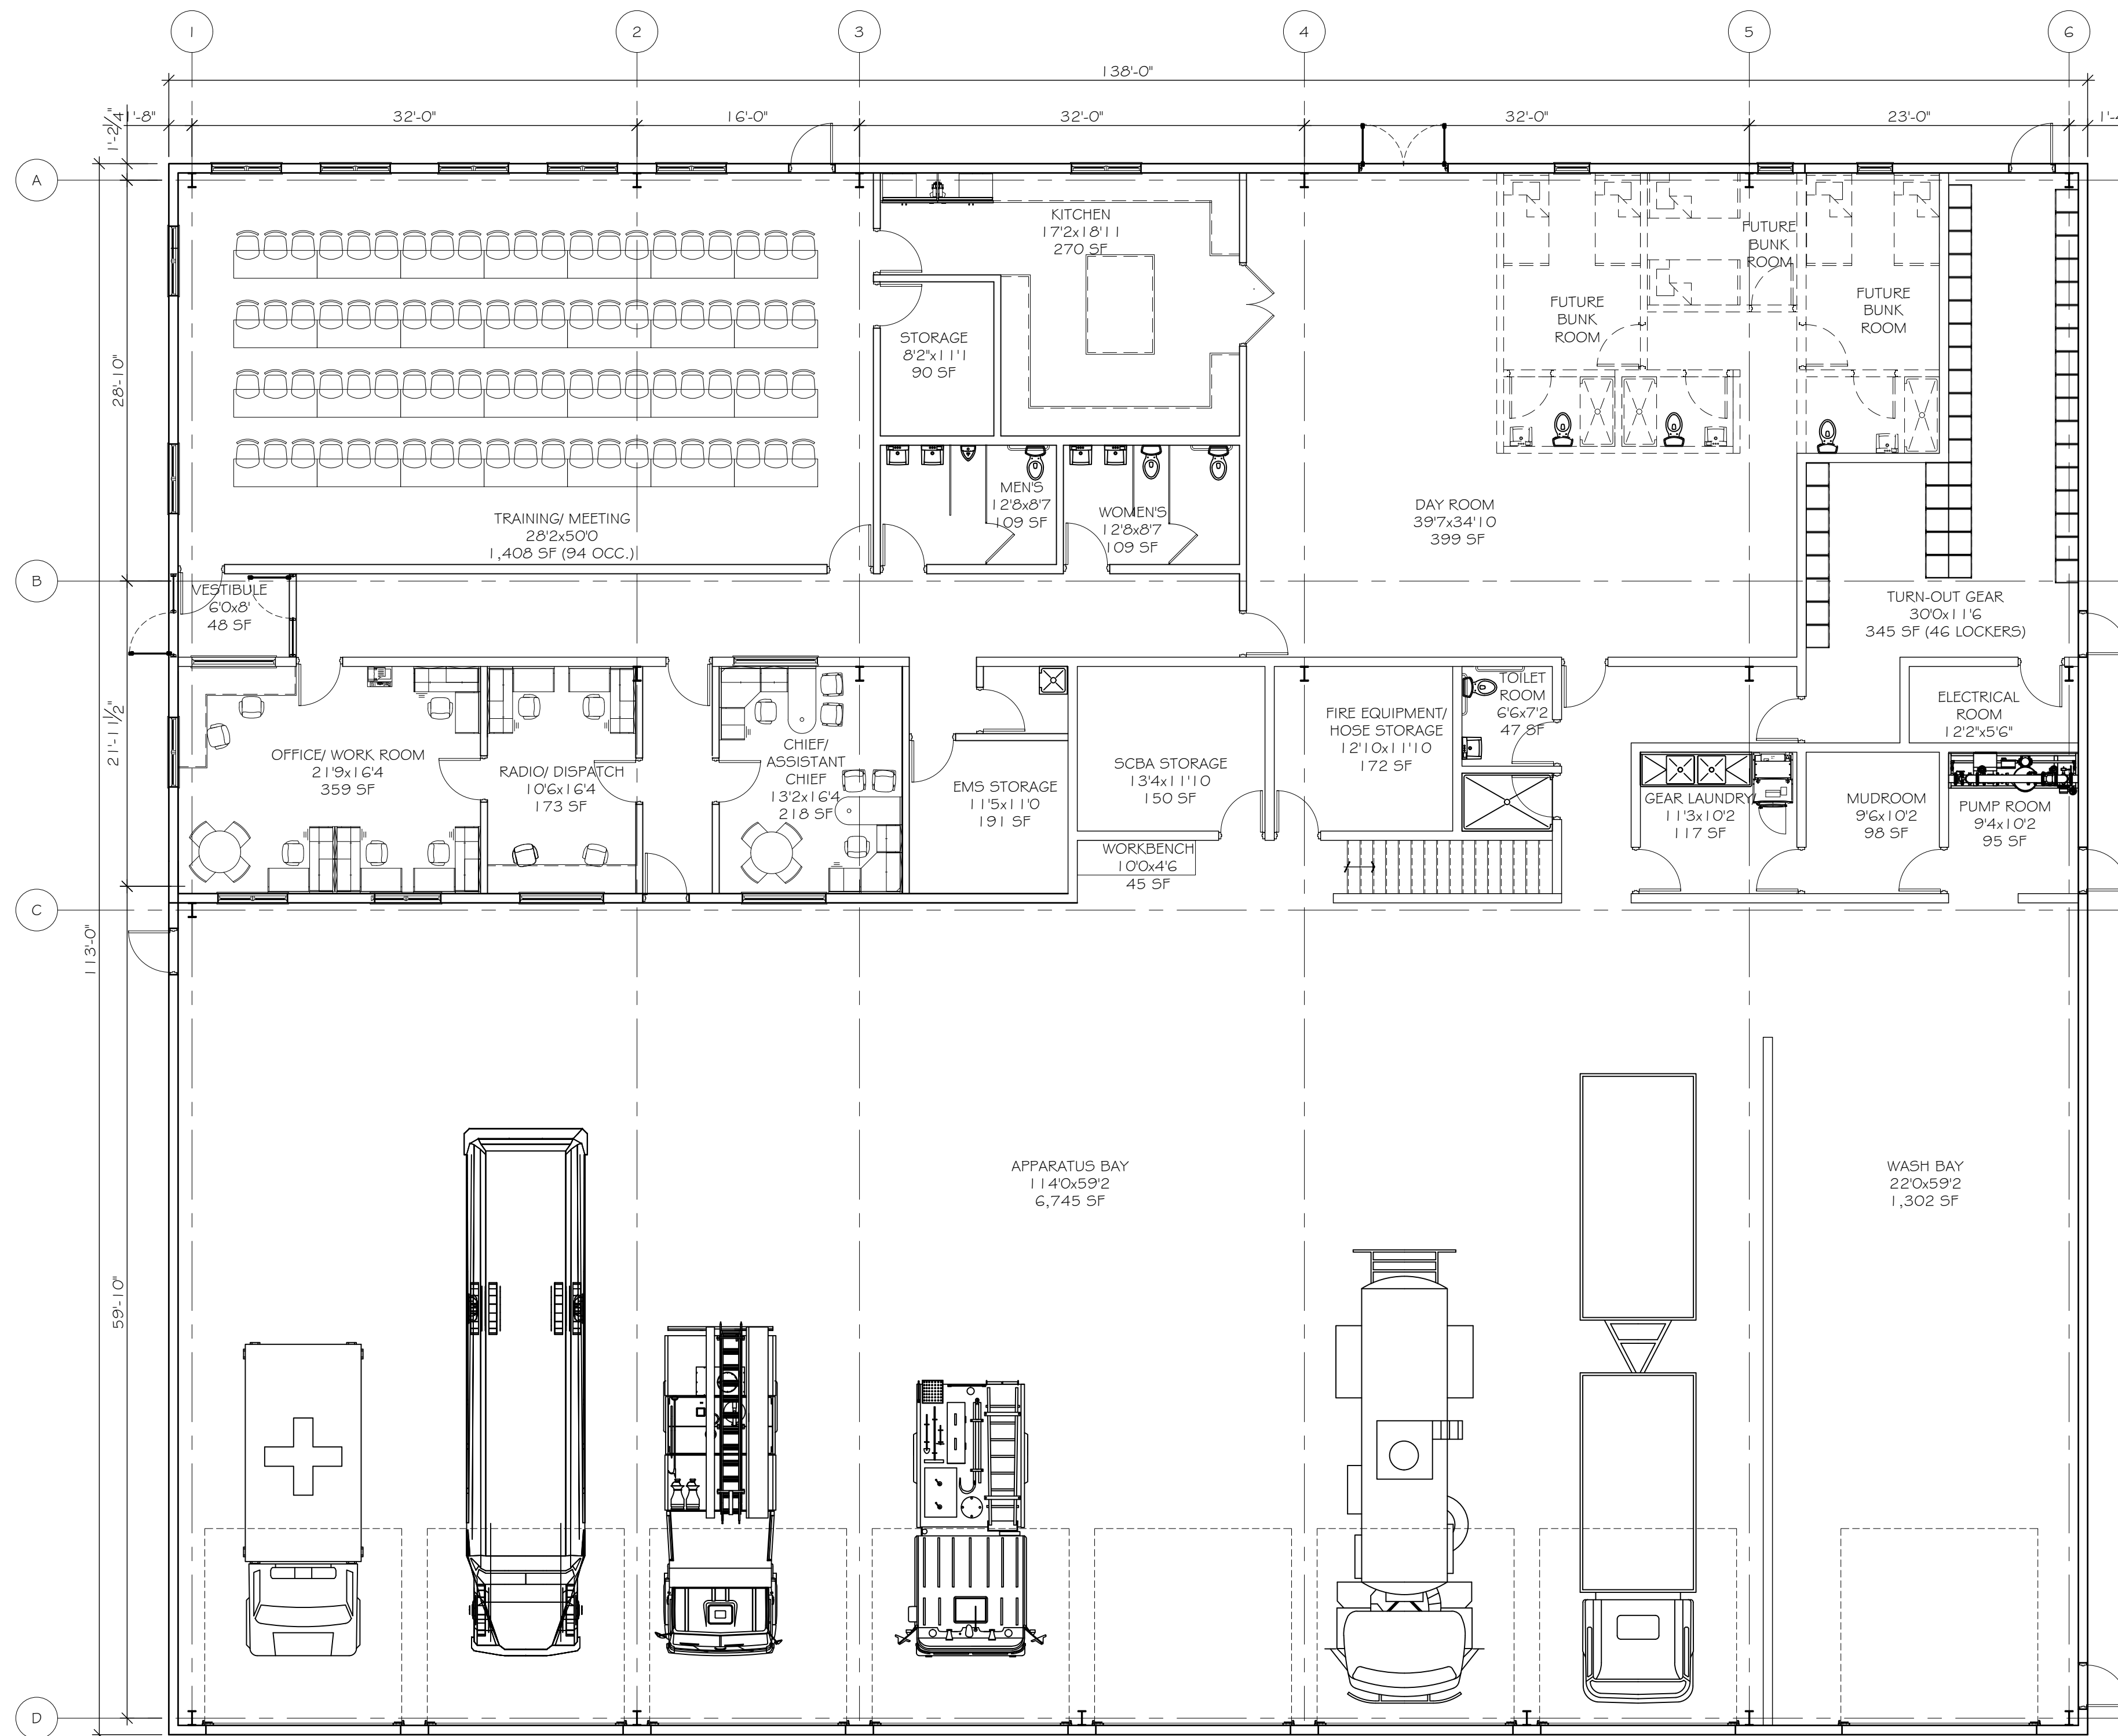 1 2 3 4 5 6
138'-0"
1'-8" 32'-0" 16'-0" 32'-0" 32'-0" 23'-0"
1'-2/4"
A
28'-10"
KITCHEN
17'2x18'11
270 SF
STORAGE
8'2"x11'1
90 SF
FUTURE
BUNK
ROOM
FUTURE
BUNK
ROOM
FUTURE
BUNK
ROOM
TRAINING/ MEETING
28'2x50'0
1,408 SF (94 OCC.)
MEN'S
12'8x8'7
109 SF
WOMEN'S
12'8x8'7
109 SF
DAY ROOM
39'7x34'10
399 SF
B
VESTIBULE
6'0x8'
48 SF
TURN-OUT GEAR
30'0x11'6
345 SF (46 LOCKERS)
21'-1 1/2"
OFFICE/ WORK ROOM
21'9x16'4
359 SF
RADIO/ DISPATCH
10'6x16'4
173 SF
CHIEF/
ASSISTANT
CHIEF
13'2x16'4
218 SF
EMS STORAGE
11'5x11'0
191 SF
SCBA STORAGE
13'4x11'10
150 SF
FIRE EQUIPMENT/
HOSE STORAGE
12'10x11'10
172 SF
TOILET
ROOM
6'6x7'2
47 SF
ELECTRICAL
ROOM
12'2"x5'6"
WORKBENCH
10'0x4'6
45 SF
GEAR LAUNDRY
11'3x10'2
117 SF
MUDROOM
9'6x10'2
98 SF
PUMP ROOM
9'4x10'2
95 SF
C
113'-0"
59'-10"
APPARATUS BAY
114'0x59'2
6,745 SF
WASH BAY
22'0x59'2
1,302 SF
D